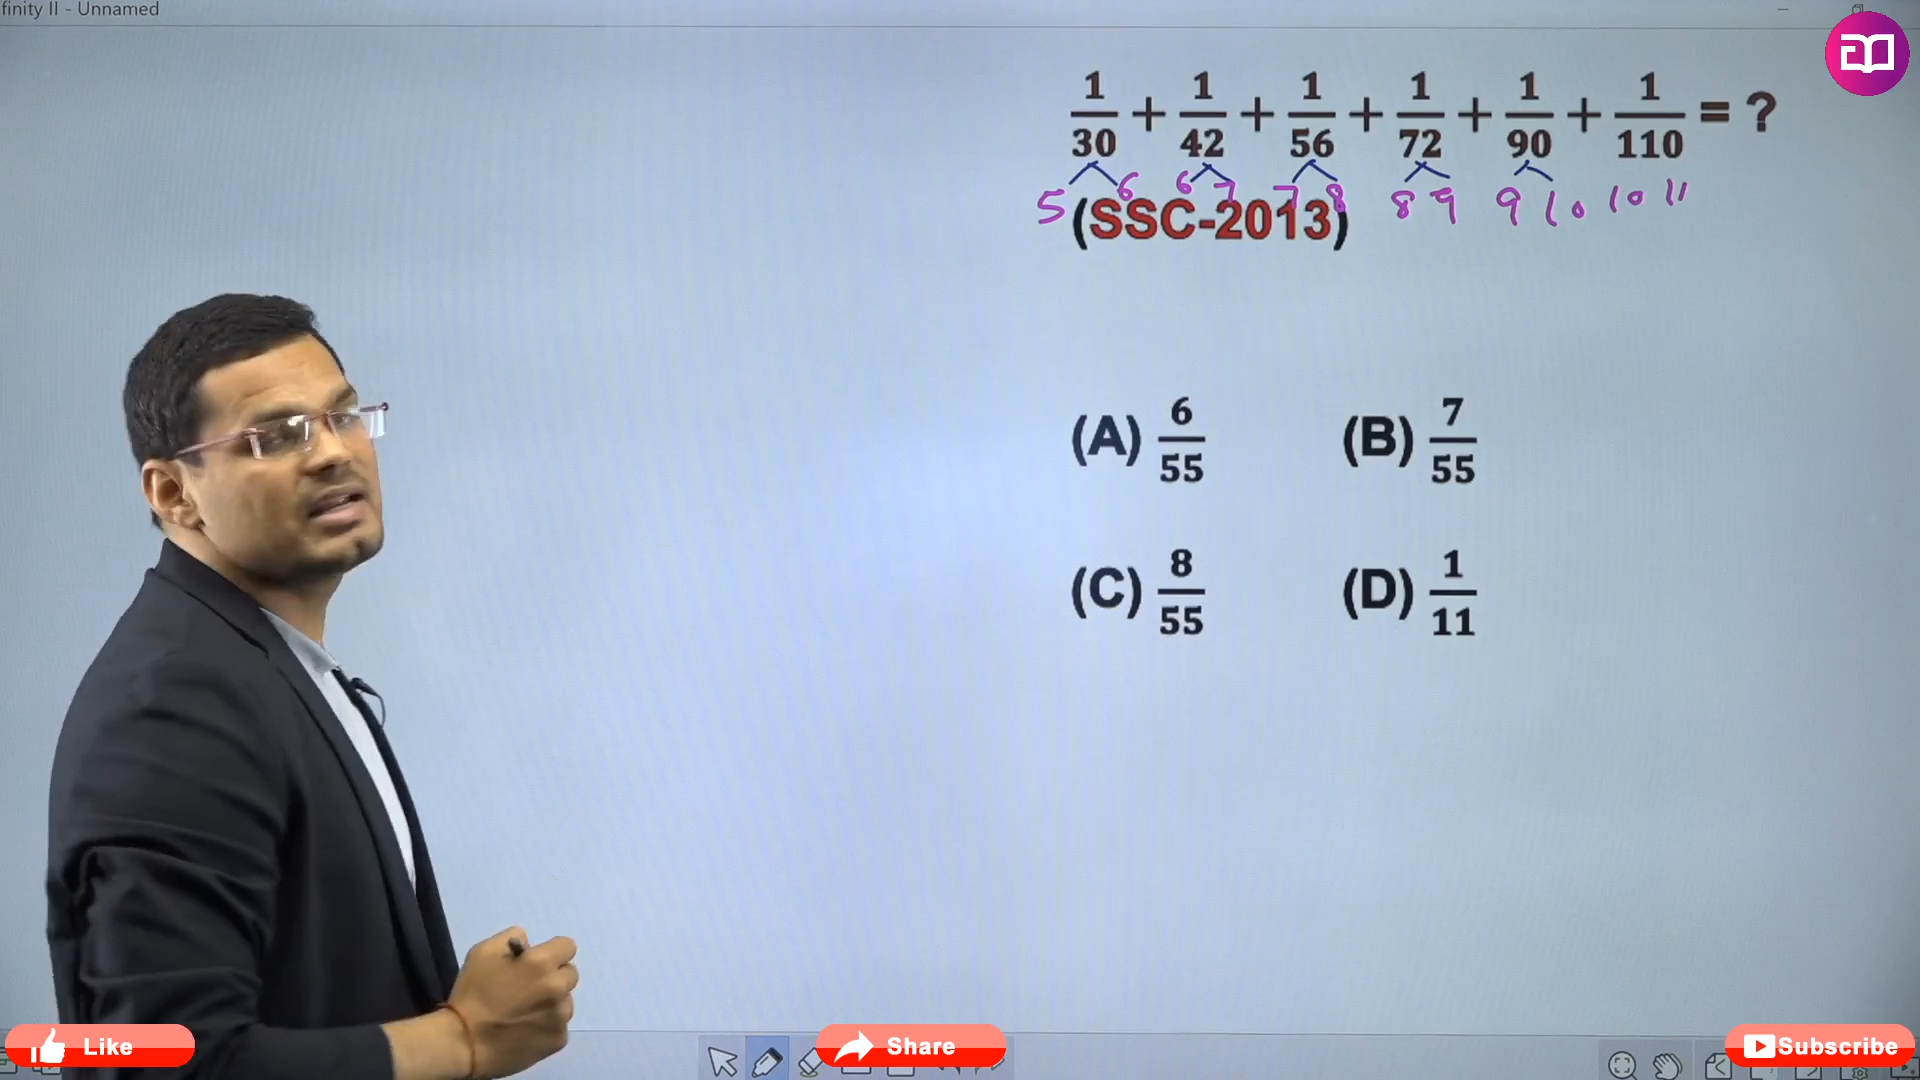 finity II - Unnamed
1/30 + 1/42 + 1/56 + 1/72 + 1/90 + 1/110 = ?
5 6 6 7 7 8 8 9 9 10 10 11
(SSC-2013)
(A) 6/55 (B) 7/55
(C) 8/55 (D) 1/11
Like Share Subscribe